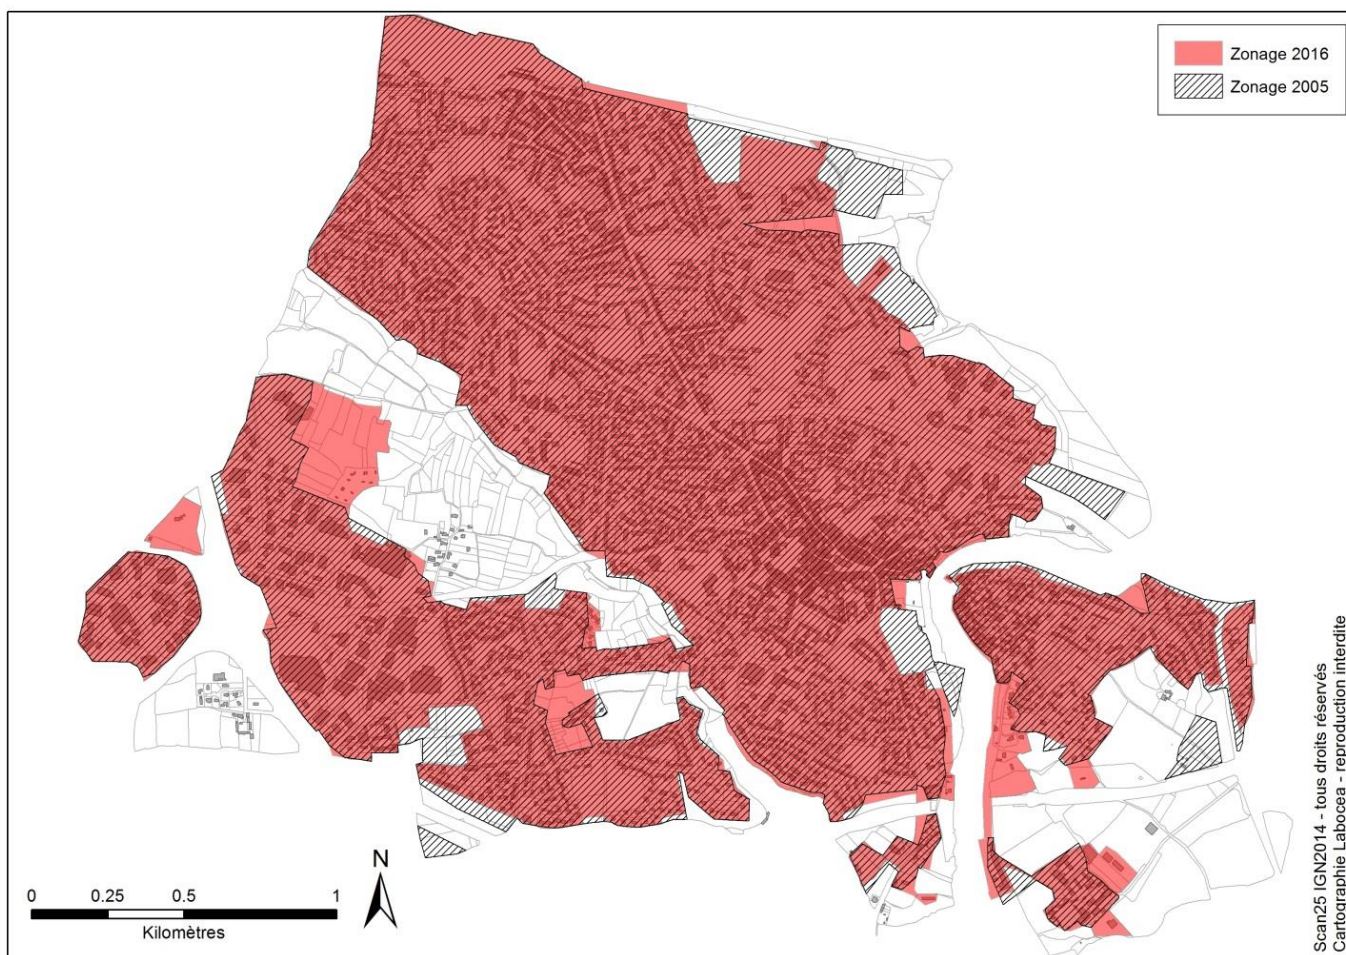 Zonage 2016
Zonage 2005
N
0 0.25 0.5 1
Kilomètres
Scan25 IGN2014 - tous droits réservés
Cartographie Labocea - reproduction interdite